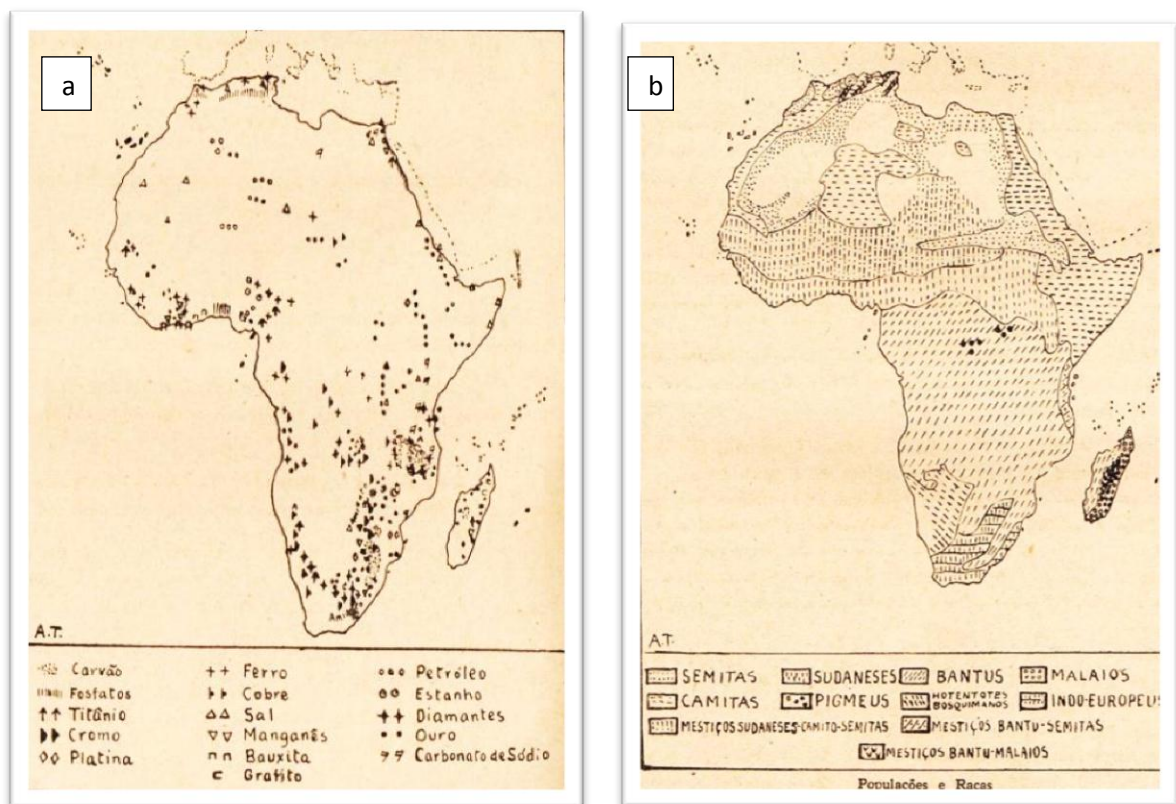 a
A.T.
Carvão
Fosfatos
Titânio
Cromo
Platina
Ferro
Cobre
Sal
Manganês
Bauxita
Grafito
Petróleo
Estanho
Diamantes
Ouro
Carbonato de Sódio
b
A.T.
SEMITAS SUDANESES BANTUS MALAIOS
CAMITAS PIGMEUS HOTENTOTES BOSQUIMANOS INDO-EUROPEUS
MESTIÇOS SUDANESES-CAMITO-SEMITAS MESTIÇOS BANTU-SEMITAS
MESTIÇOS BANTU-MALAIOS
Populações e Raças